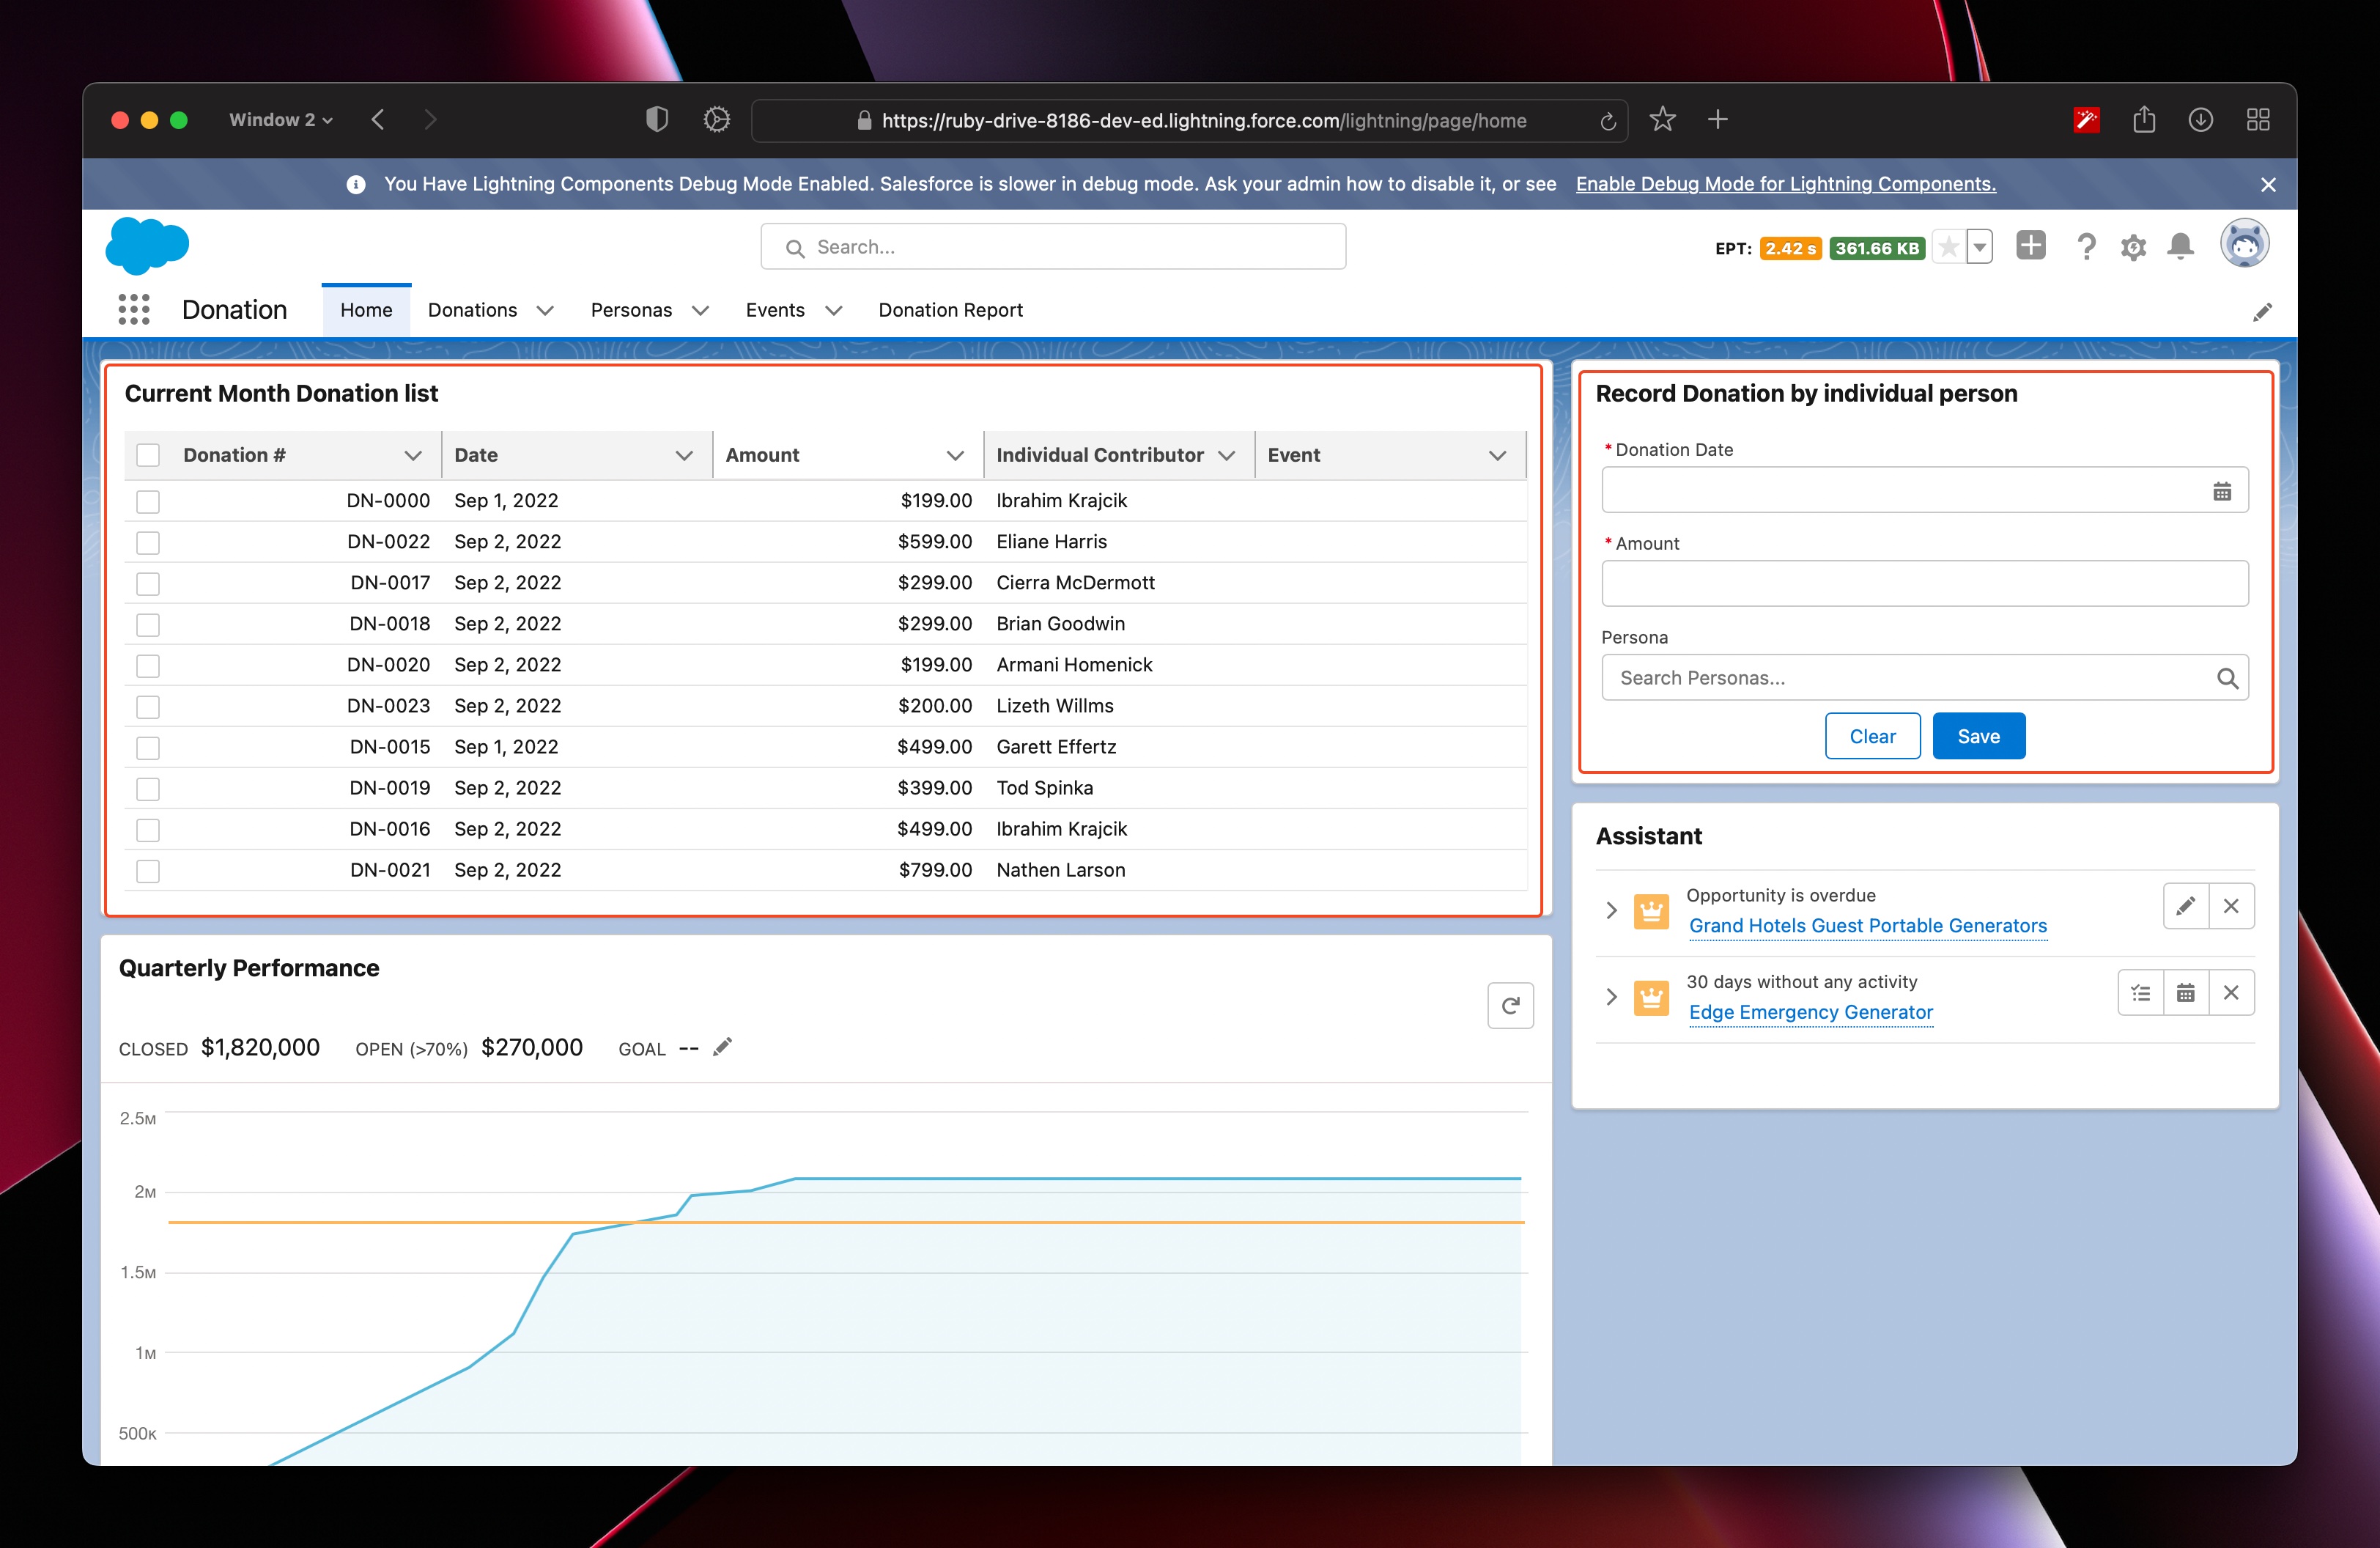 Window 2
https://ruby-drive-8186-dev-ed.lightning.force.com/lightning/page/home
You Have Lightning Components Debug Mode Enabled. Salesforce is slower in debug mode. Ask your admin how to disable it, or see Enable Debug Mode for Lightning Components.
Search...
EPT: 2.42 s 361.66 KB
Donation Home Donations Personas Events Donation Report
Current Month Donation list
Donation # Date Amount Individual Contributor Event
DN-0000 Sep 1, 2022 $199.00 Ibrahim Krajcik
DN-0022 Sep 2, 2022 $599.00 Eliane Harris
DN-0017 Sep 2, 2022 $299.00 Cierra McDermott
DN-0018 Sep 2, 2022 $299.00 Brian Goodwin
DN-0020 Sep 2, 2022 $199.00 Armani Homenick
DN-0023 Sep 2, 2022 $200.00 Lizeth Willms
DN-0015 Sep 1, 2022 $499.00 Garett Effertz
DN-0019 Sep 2, 2022 $399.00 Tod Spinka
DN-0016 Sep 2, 2022 $499.00 Ibrahim Krajcik
DN-0021 Sep 2, 2022 $799.00 Nathen Larson
Record Donation by individual person
* Donation Date
* Amount
Persona
Search Personas...
Clear Save
Assistant
Opportunity is overdue
Grand Hotels Guest Portable Generators
30 days without any activity
Edge Emergency Generator
Quarterly Performance
CLOSED $1,820,000 OPEN (>70%) $270,000 GOAL --
2.5M
2M
1.5M
1M
500K